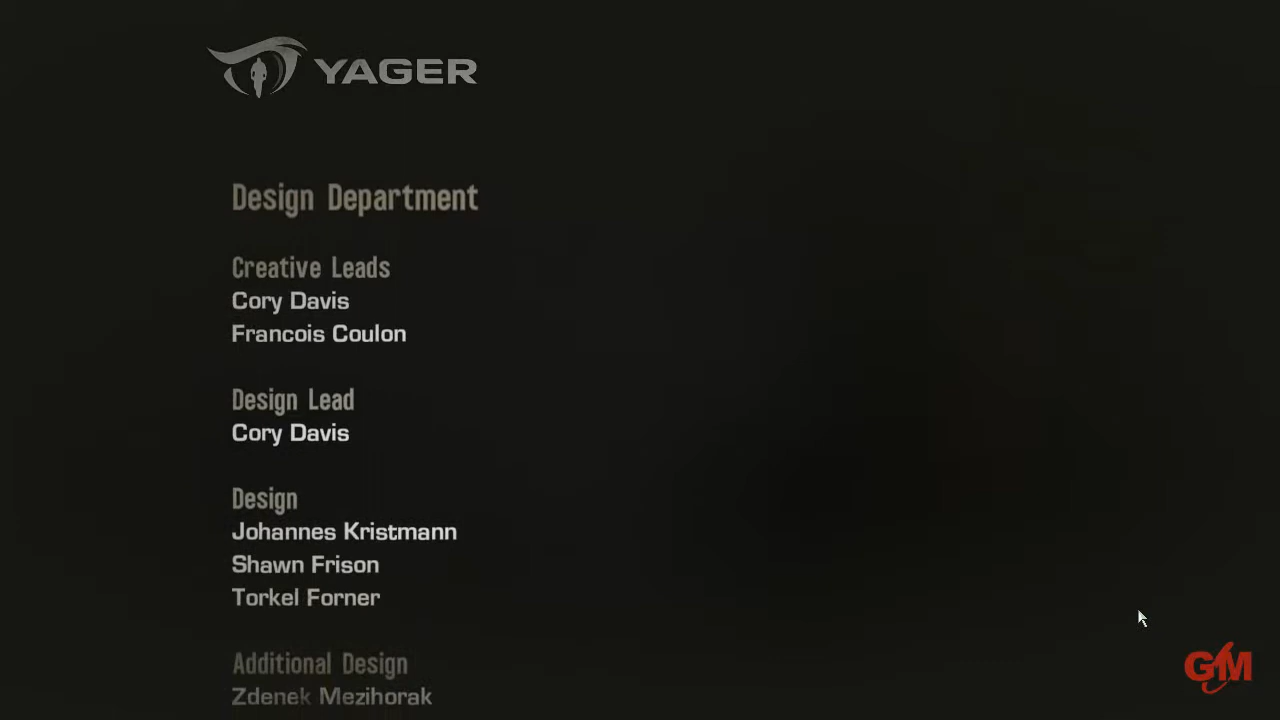 YAGER
Design Department
Creative Leads
Cory Davis
Francois Coulon
Design Lead
Cory Davis
Design
Johannes Kristmann
Shawn Frison
Torkel Forner
Additional Design
Zdenek Mezihorak
GM